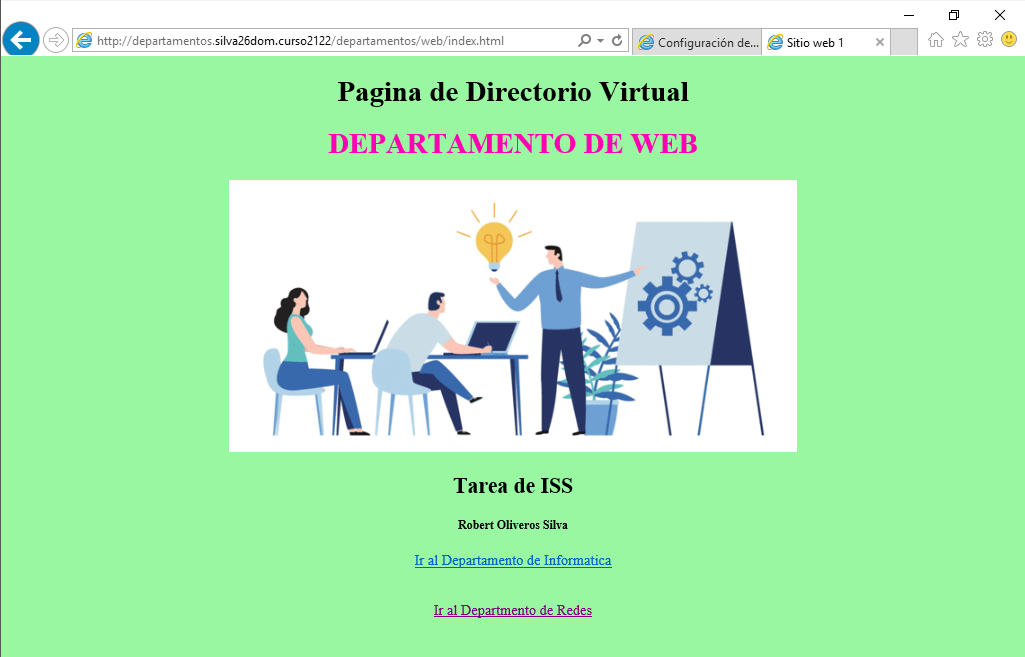 http://departamentos.silva26dom.curso2122/departamentos/web/index.html
Configuración de...
Sitio web 1
Pagina de Directorio Virtual
DEPARTAMENTO DE WEB
Tarea de ISS
Robert Oliveros Silva
Ir al Departamento de Informatica
Ir al Departmento de Redes